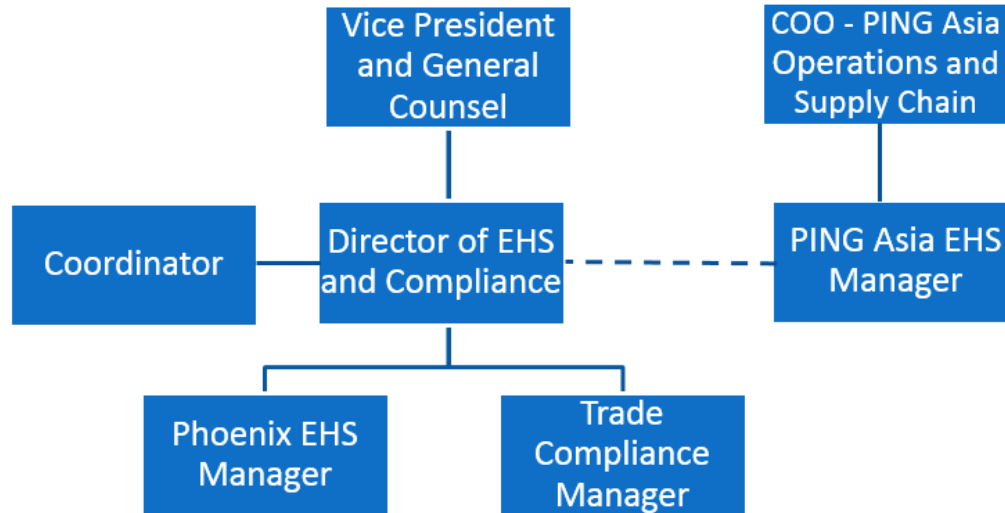 Vice President
and General
Counsel
COO - PING Asia
Operations and
Supply Chain
Coordinator
Director of EHS
and Compliance
PING Asia EHS
Manager
Phoenix EHS
Manager
Trade
Compliance
Manager